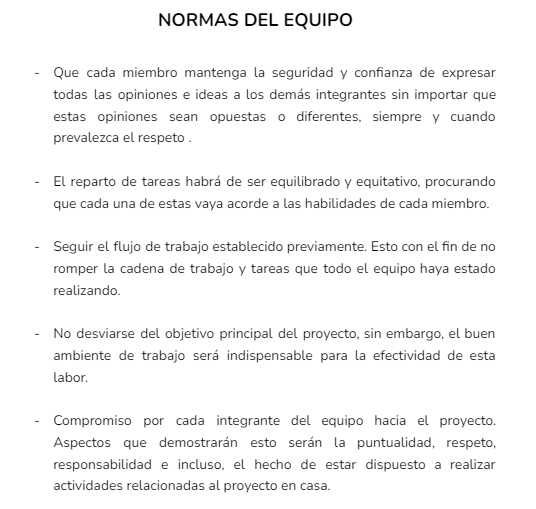 NORMAS DEL EQUIPO
- Que cada miembro mantenga la seguridad y confianza de expresar
todas las opiniones e ideas a los demás integrantes sin importar que
estas opiniones sean opuestas o diferentes, siempre y cuando
prevalezca el respeto .
- El reparto de tareas habrá de ser equilibrado y equitativo, procurando
que cada una de estas vaya acorde a las habilidades de cada miembro.
- Seguir el flujo de trabajo establecido previamente. Esto con el fin de no
romper la cadena de trabajo y tareas que todo el equipo haya estado
realizando.
- No desviarse del objetivo principal del proyecto, sin embargo, el buen
ambiente de trabajo será indispensable para la efectividad de esta
labor.
- Compromiso por cada integrante del equipo hacia el proyecto.
Aspectos que demostrarán esto serán la puntualidad, respeto,
responsabilidad e incluso, el hecho de estar dispuesto a realizar
actividades relacionadas al proyecto en casa.